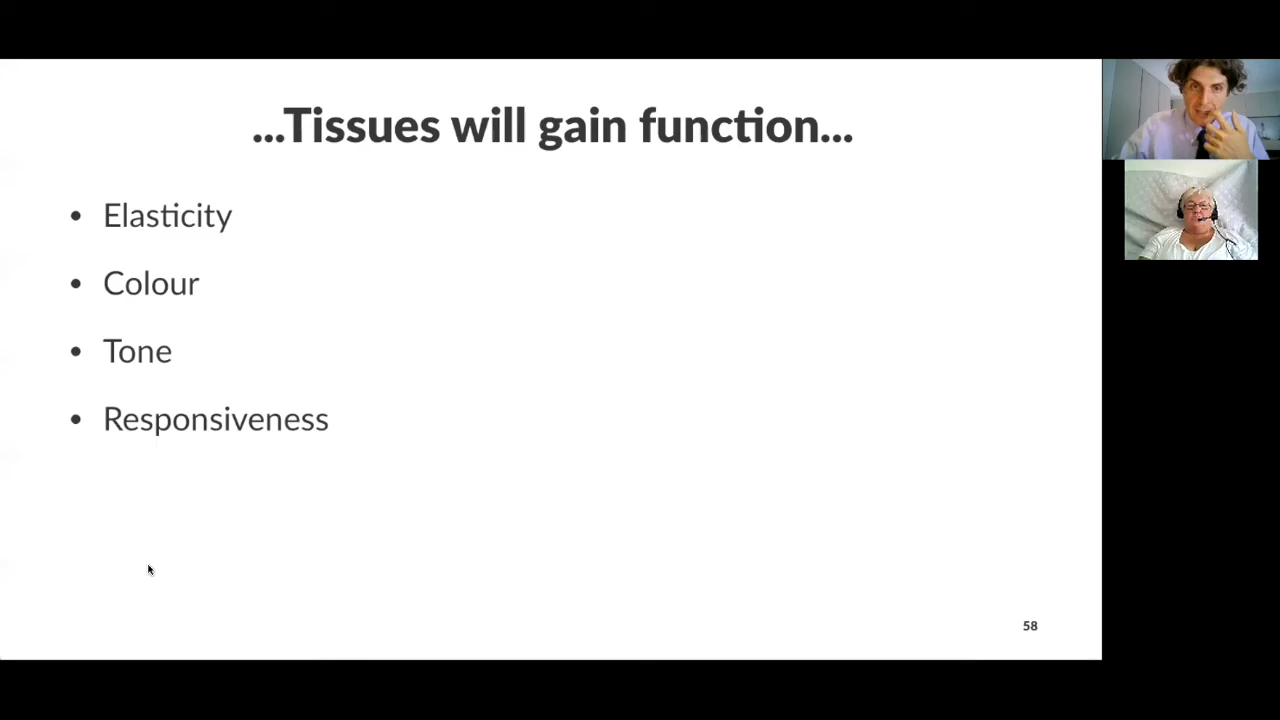 ...Tissues will gain function...
• Elasticity
• Colour
• Tone
• Responsiveness
58